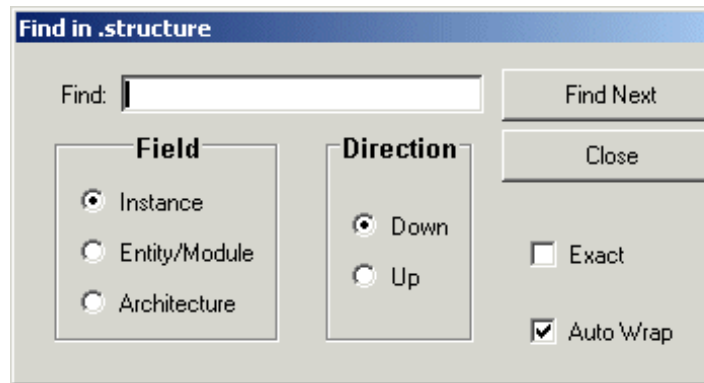 Find in .structure
Find:
Find Next
Field
Direction
Close
Instance
Down
Entity/Module
Exact
Up
Architecture
Auto Wrap